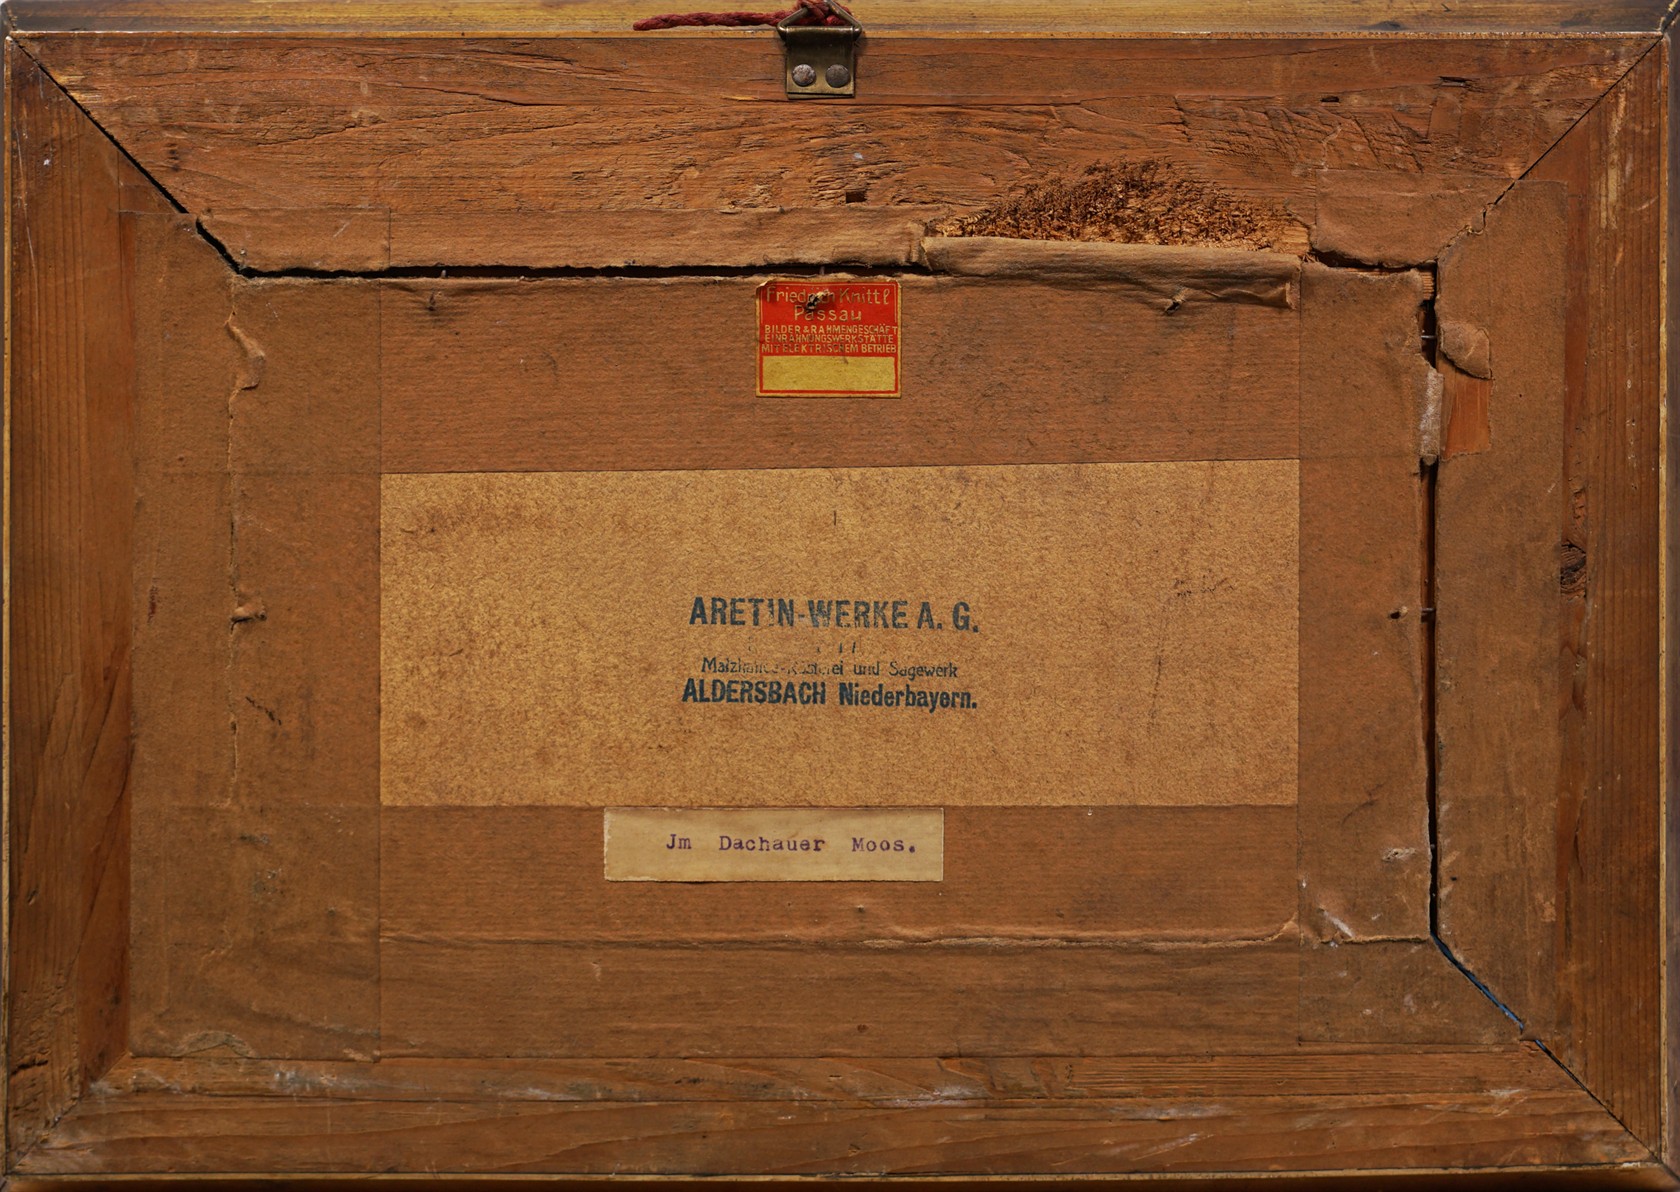 Friedrich Knittl
Passau
BILDER & RAHMENGESCHÄFT
EINRAHMUNGSWERKSTÄTTE
MIT ELEKTRISCHEM BETRIEB
ARETIN-WERKE A. G.
und Sägewerk
ALDERSBACH Niederbayern.
Jm Dachauer Moos.